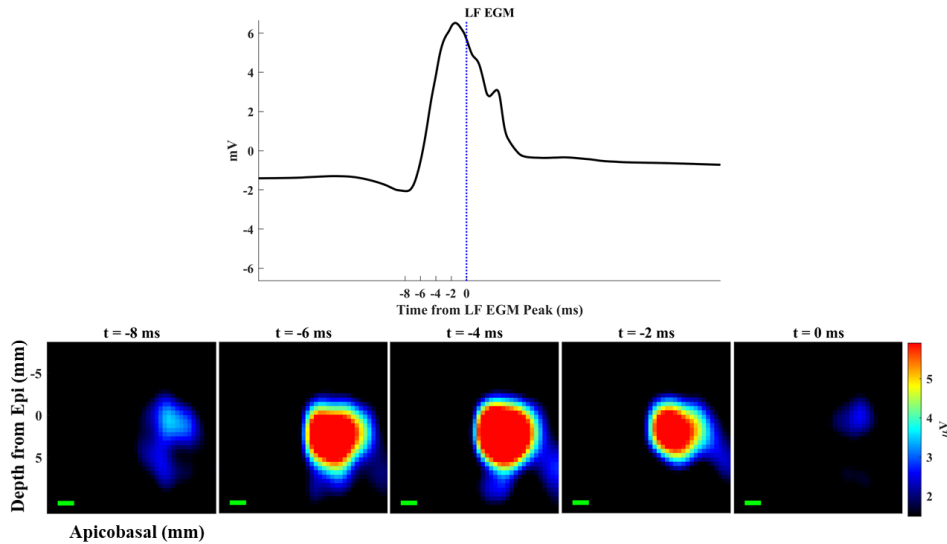 LF EGM
6
4
2
0
-2
-4
-6
mV
-8 -6 -4 -2 0
Time from LF EGM Peak (ms)
t = -8 ms t = -6 ms t = -4 ms t = -2 ms t = 0 ms
Depth from Epi (mm)
-5
0
5
5
4
3
2
µV
Apicobasal (mm)